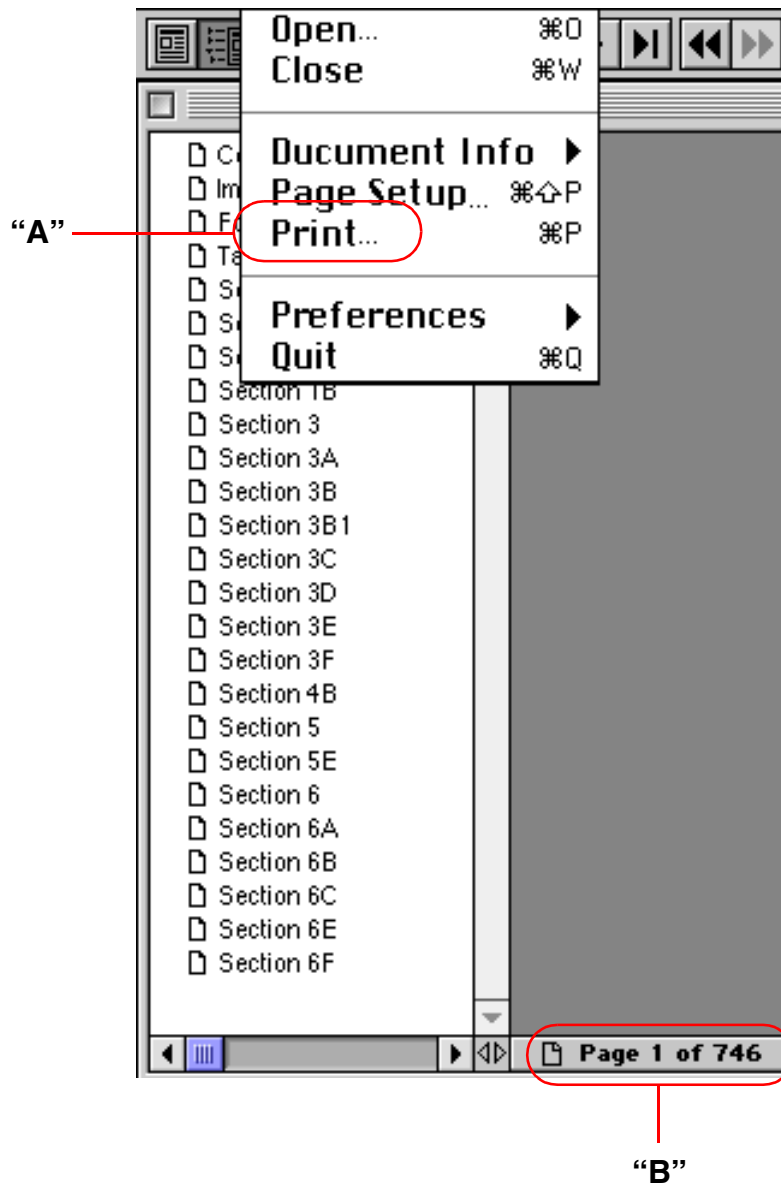 Open... ⌘O
Close ⌘W
Ducument Info
Page Setup... ⌘⇧P
“A”
Print... ⌘P
Preferences
Quit ⌘Q
Section 1B
Section 3
Section 3A
Section 3B
Section 3B1
Section 3C
Section 3D
Section 3E
Section 3F
Section 4B
Section 5
Section 5E
Section 6
Section 6A
Section 6B
Section 6C
Section 6E
Section 6F
Page 1 of 746
“B”